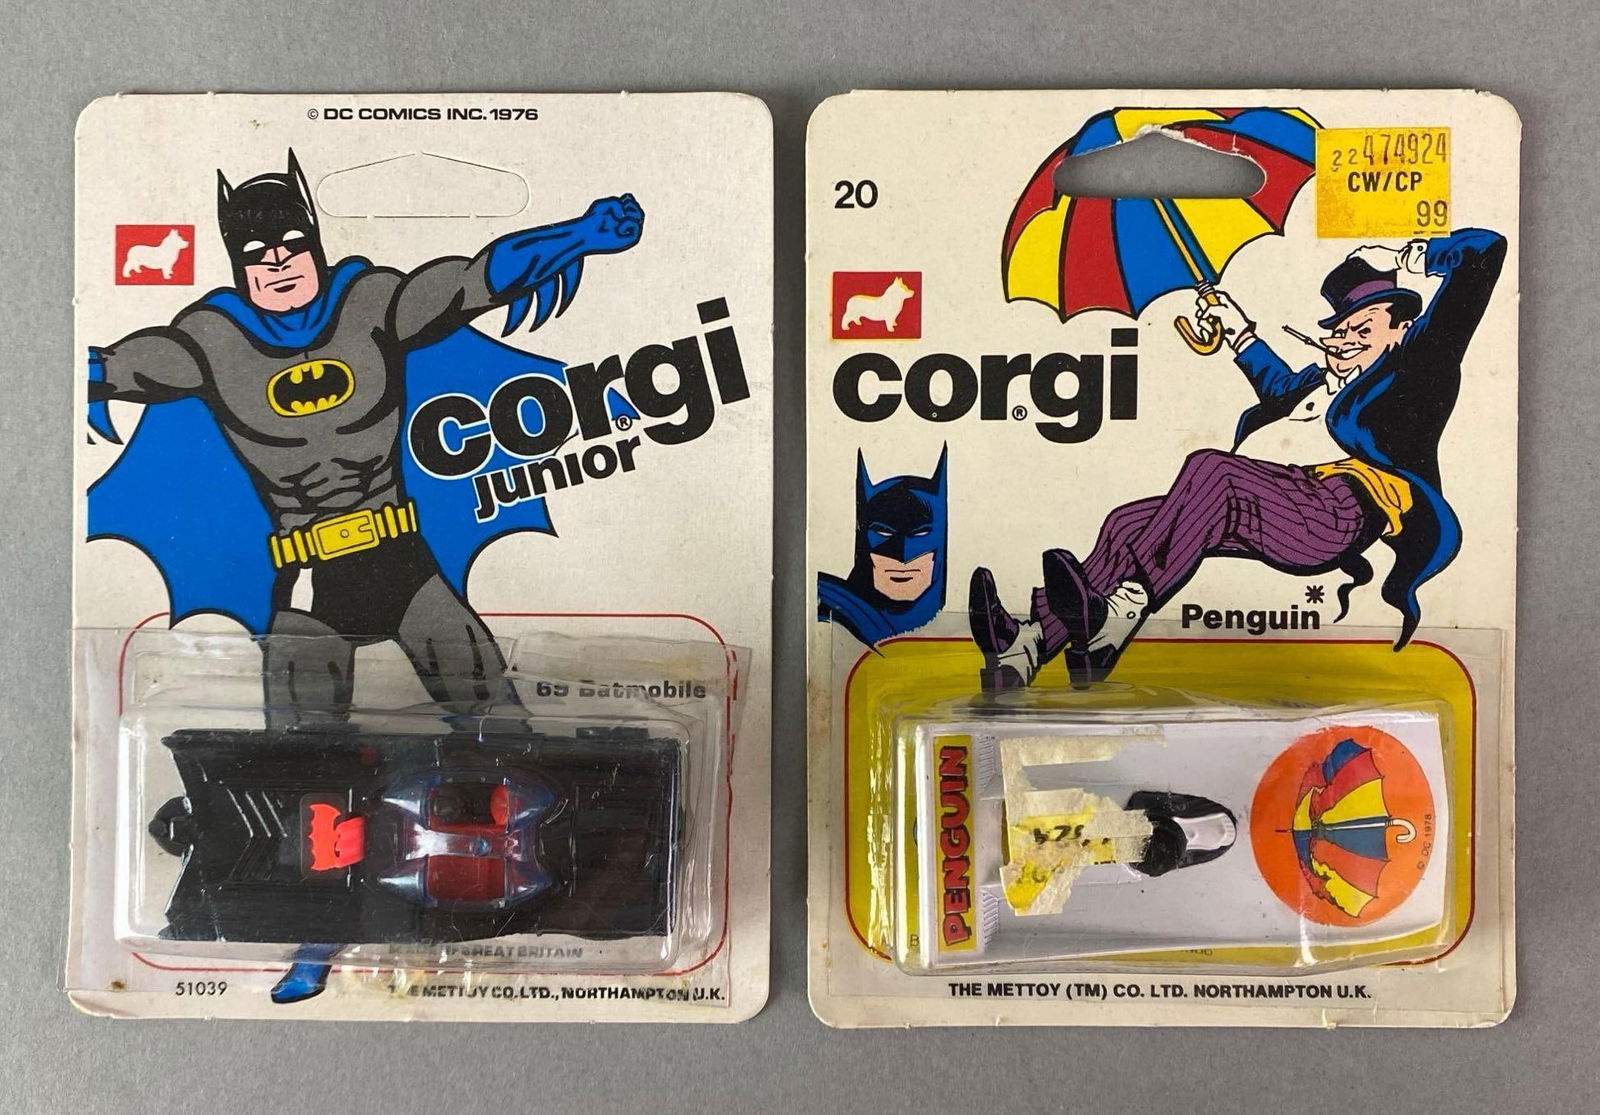 © DC COMICS INC. 1976
corgi®
junior
69 Batmobile
51039
THE METTOY CO. LTD., NORTHAMPTON U.K.
20
22474924
CW/CP
99
corgi®
Penguin*
PENGUIN
© DC 1978
THE METTOY (TM) CO. LTD. NORTHAMPTON U.K.